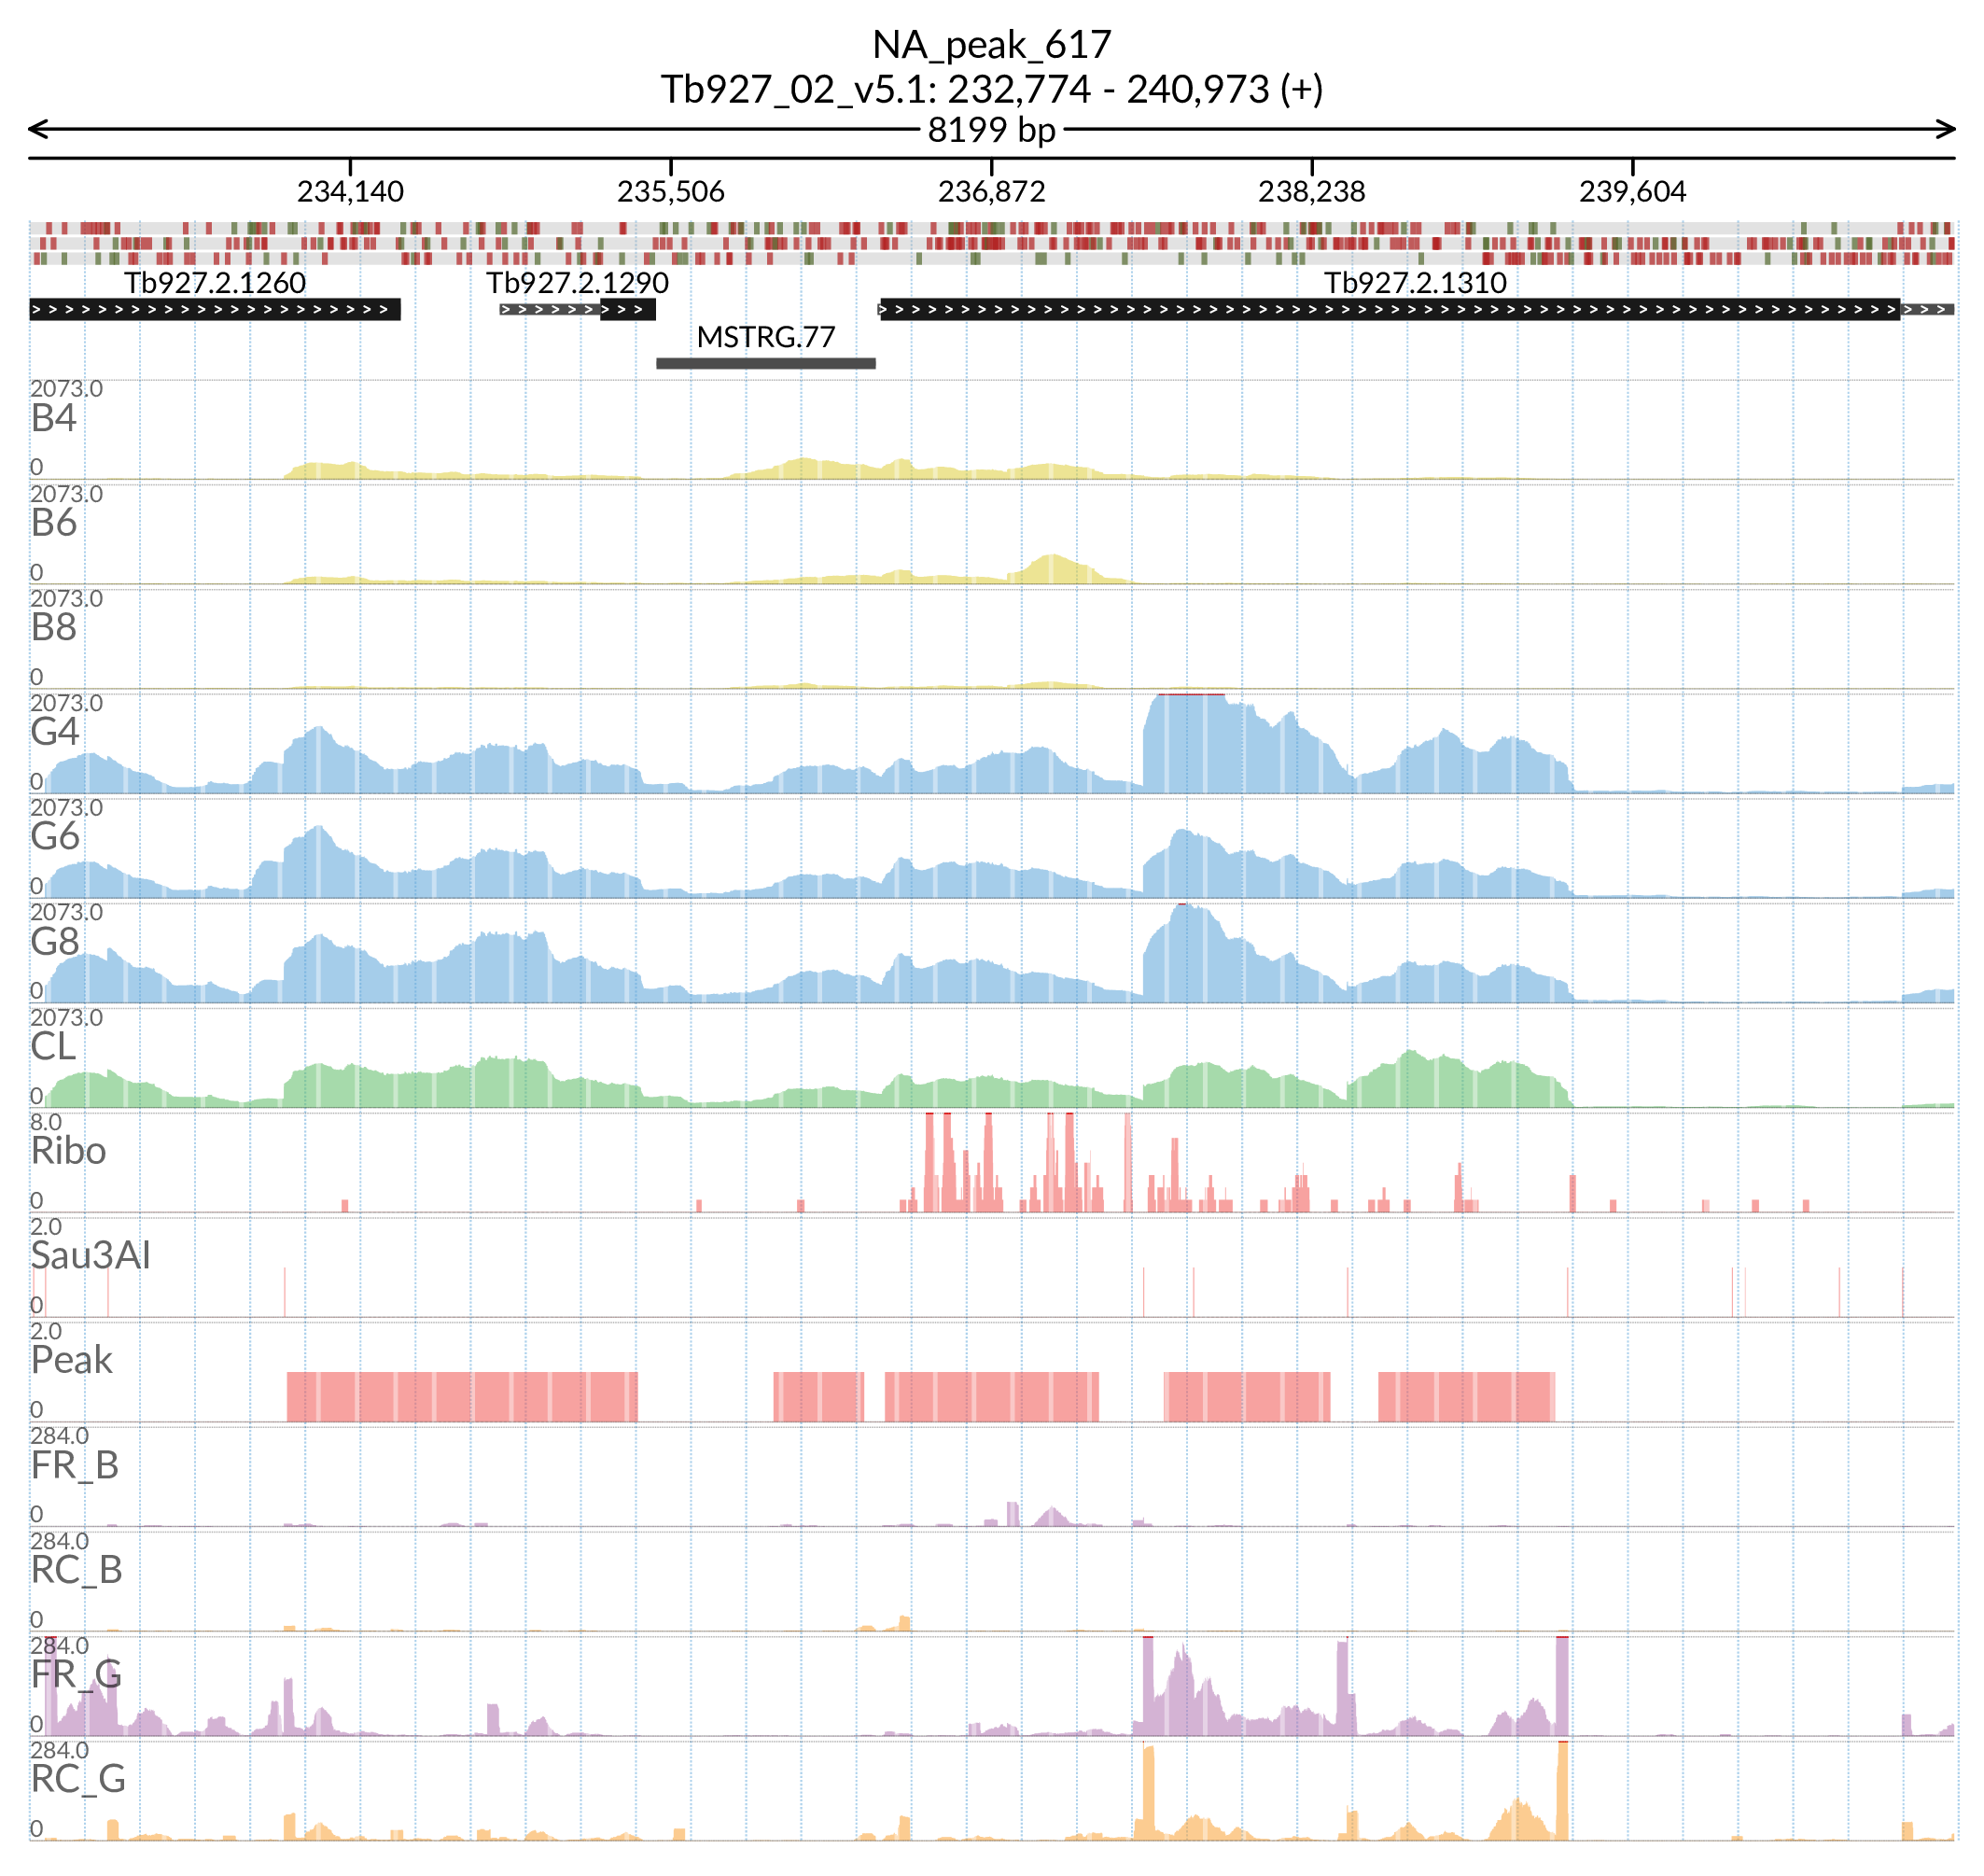 NA_peak_617
Tb927_02_v5.1: 232,774 - 240,973 (+)
8199 bp
234,140 235,506 236,872 238,238 239,604
Tb927.2.1260 Tb927.2.1290 Tb927.2.1310
MSTRG.77
2073.0
B4
0
2073.0
B6
0
2073.0
B8
0
2073.0
G4
0
2073.0
G6
0
2073.0
G8
0
2073.0
CL
0
8.0
Ribo
0
2.0
Sau3AI
0
2.0
Peak
0
284.0
FR_B
0
284.0
RC_B
0
284.0
FR_G
0
284.0
RC_G
0